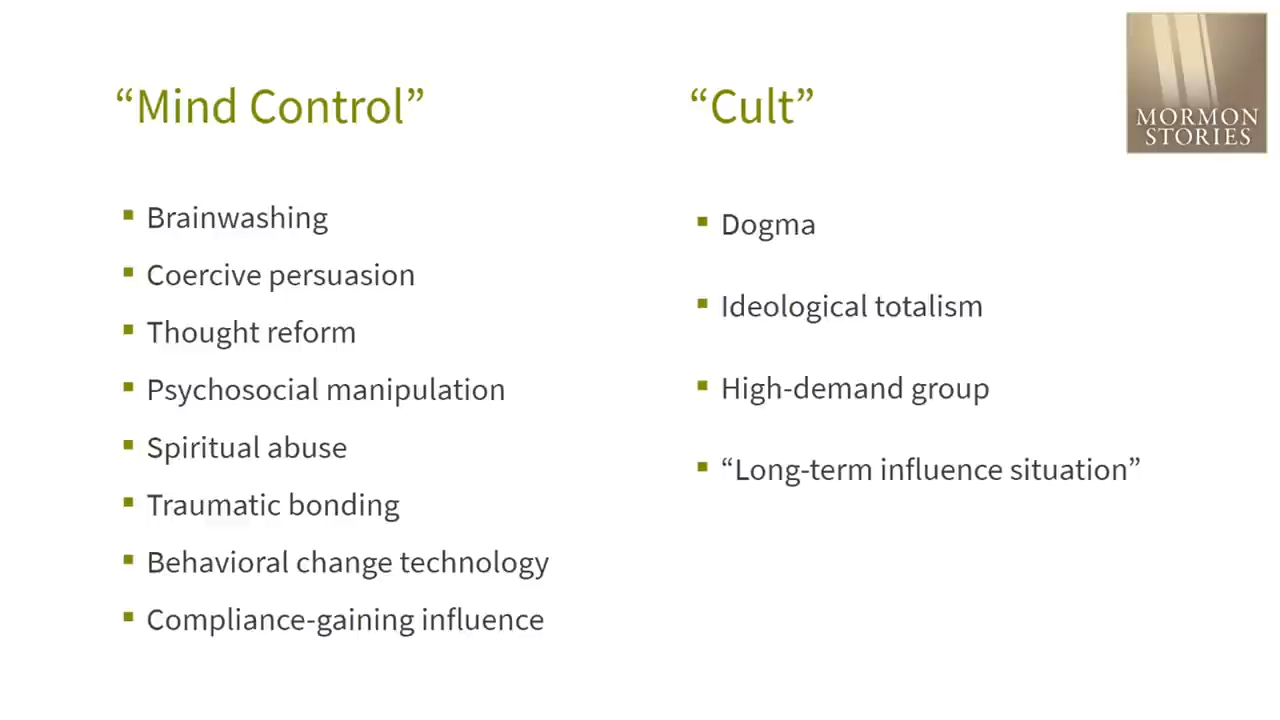 “Mind Control”
Brainwashing
Coercive persuasion
Thought reform
Psychosocial manipulation
Spiritual abuse
Traumatic bonding
Behavioral change technology
Compliance-gaining influence
“Cult”
Dogma
Ideological totalism
High-demand group
“Long-term influence situation”
MORMON
STORIES